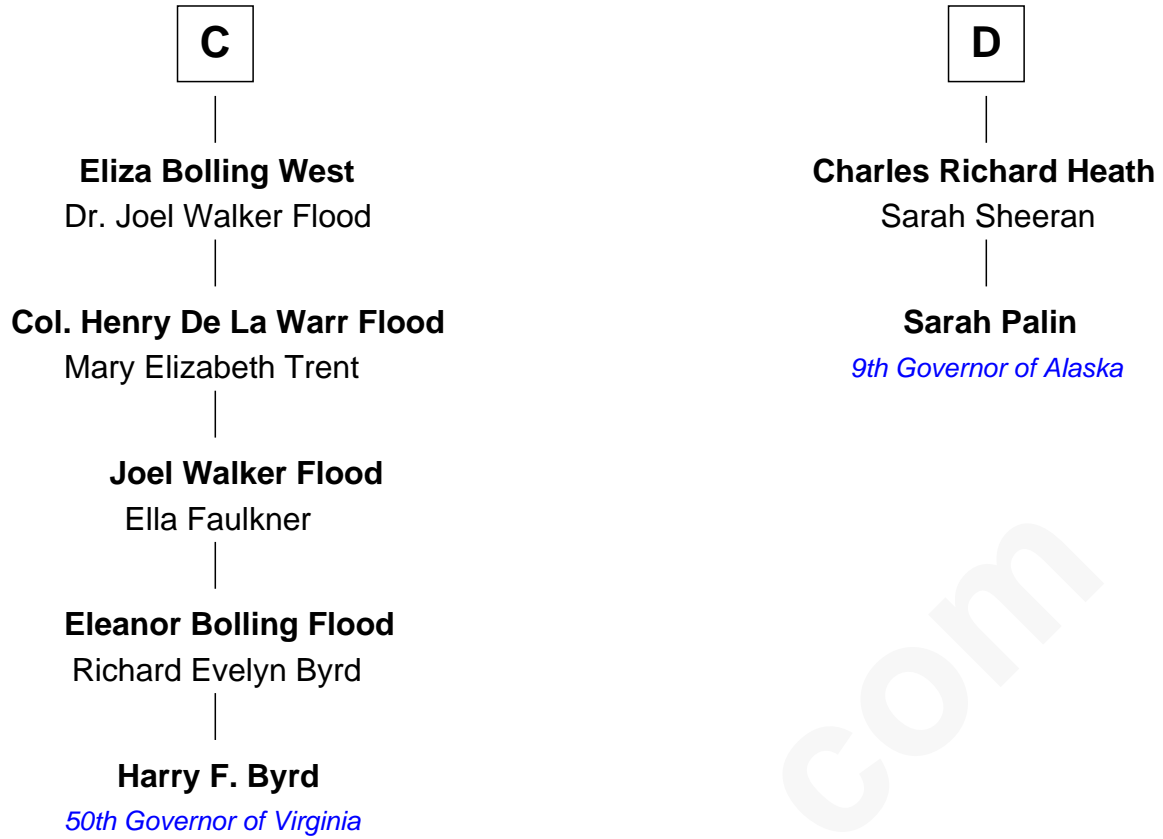 C
Eliza Bolling West
Dr. Joel Walker Flood
Col. Henry De La Warr Flood
Mary Elizabeth Trent
Joel Walker Flood
Ella Faulkner
Eleanor Bolling Flood
Richard Evelyn Byrd
Harry F. Byrd
50th Governor of Virginia
D
Charles Richard Heath
Sarah Sheeran
Sarah Palin
9th Governor of Alaska
com